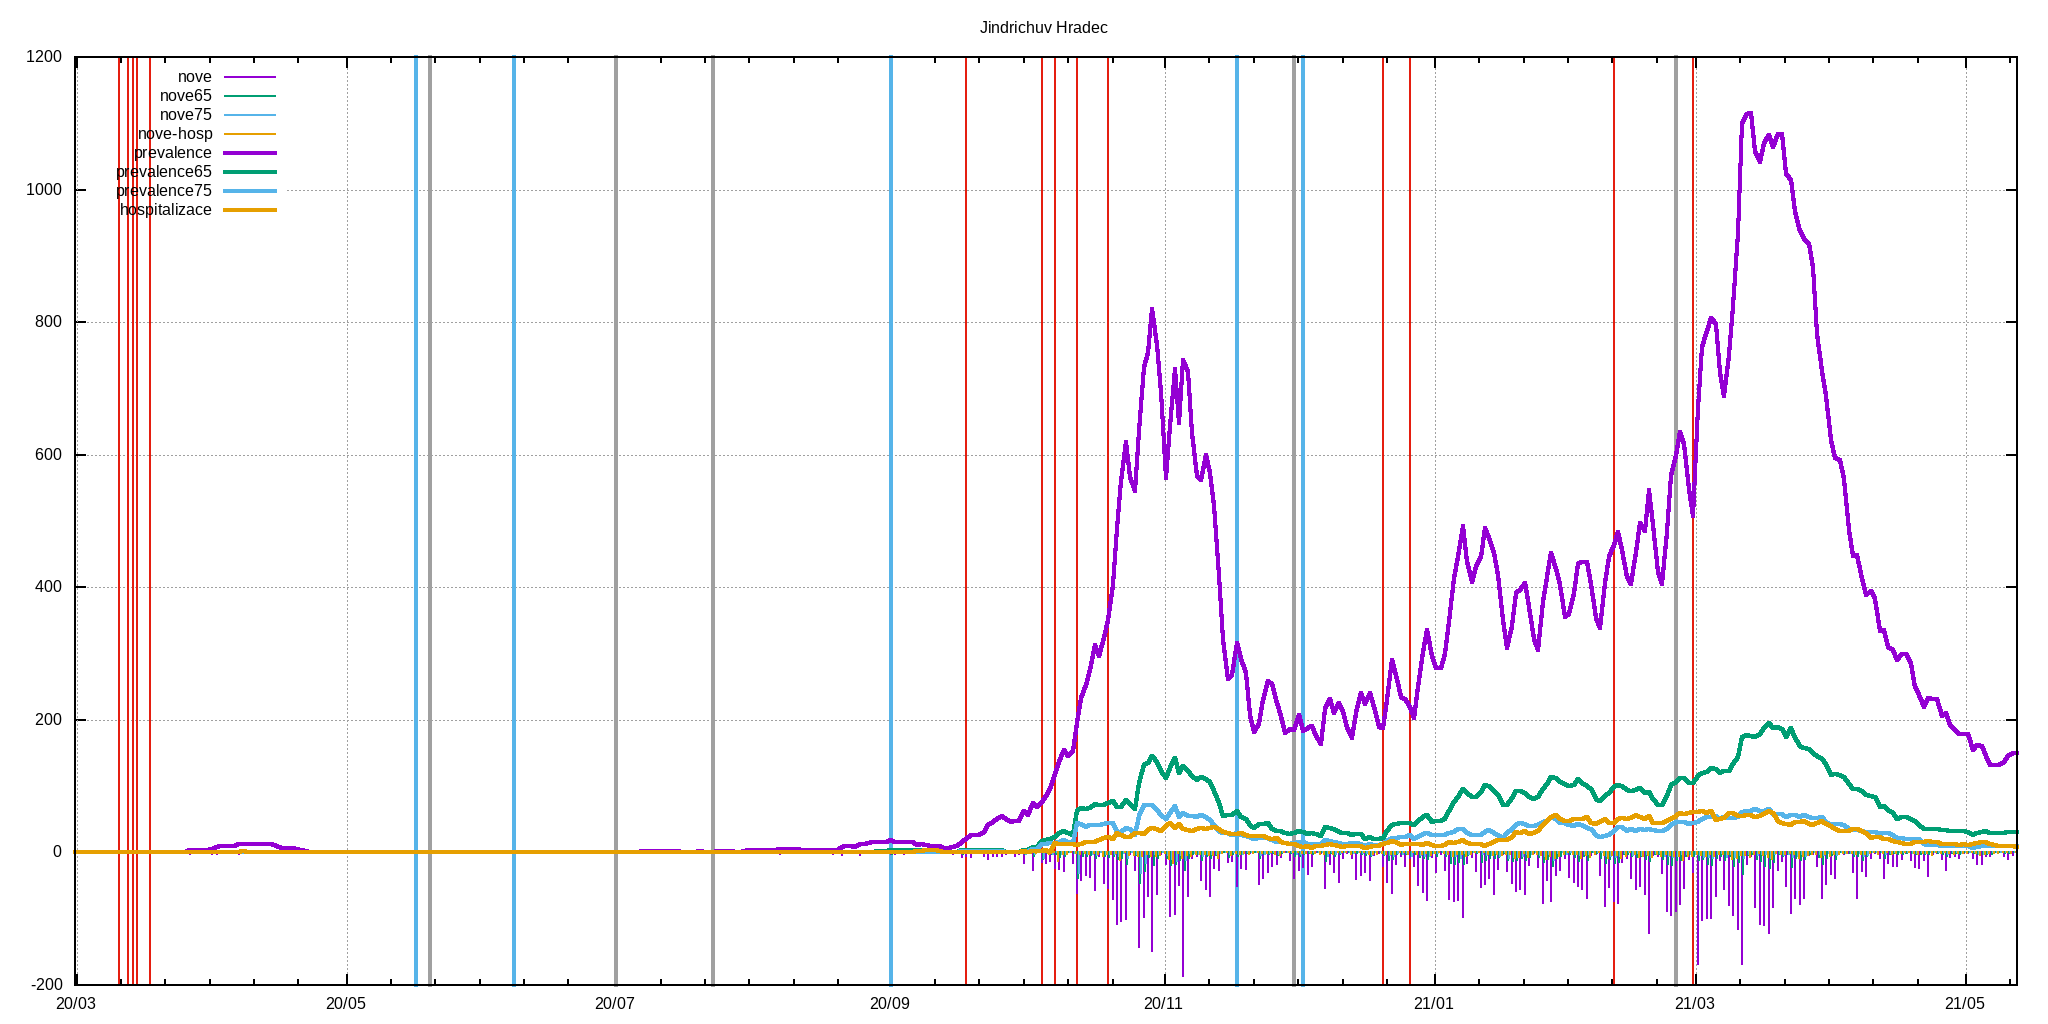 Jindrichuv Hradec
1200
1000
800
600
400
200
0
-200
nove
nove65
nove75
nove-hosp
prevalence
prevalence65
prevalence75
hospitalizace
20/03 20/05 20/07 20/09 20/11 21/01 21/03 21/05